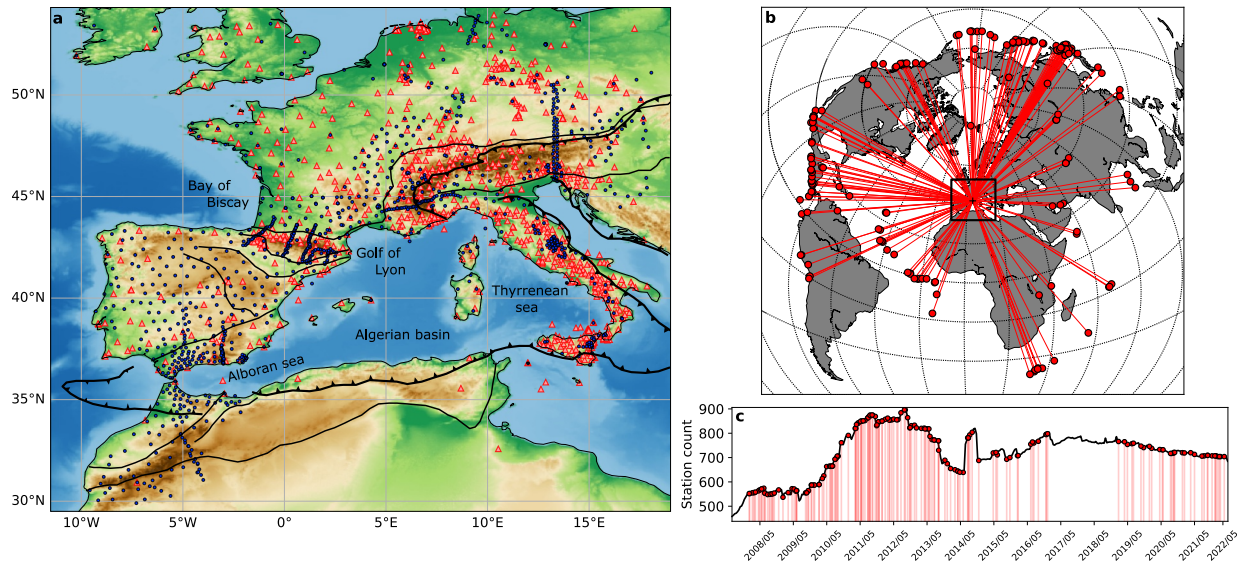 a
50°N
45°N
40°N
35°N
30°N
10°W
5°W
0°
5°E
10°E
15°E
Bay of
Biscay
Golf of
Lyon
Thyrrenean
sea
Algerian basin
Alboran sea
b
c
Station count
900
800
700
600
500
2008/05
2009/05
2010/05
2011/05
2012/05
2013/05
2014/05
2015/05
2016/05
2017/05
2018/05
2019/05
2020/05
2021/05
2022/05